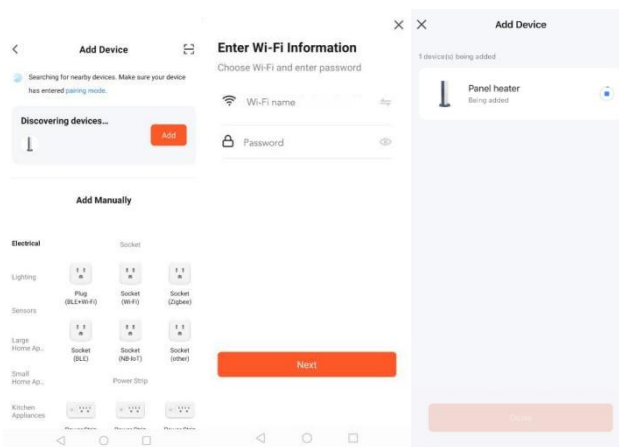 Add Device
Searching for nearby devices. Make sure your device
has entered pairing mode.
Discovering devices...
Add
Add Manually
Electrical
Socket
Lighting
Plug
(BLE+Wi-Fi)
Socket
(Wi-Fi)
Socket
(Zigbee)
Sensors
Large
Home Ap...
Socket
(BLE)
Socket
(NB-IoT)
Socket
(other)
Small
Home Ap...
Power Strip
Kitchen
Appliances
Enter Wi-Fi Information
Choose Wi-Fi and enter password
Wi-Fi name
Password
Next
Add Device
1 device(s) being added
Panel heater
Being added